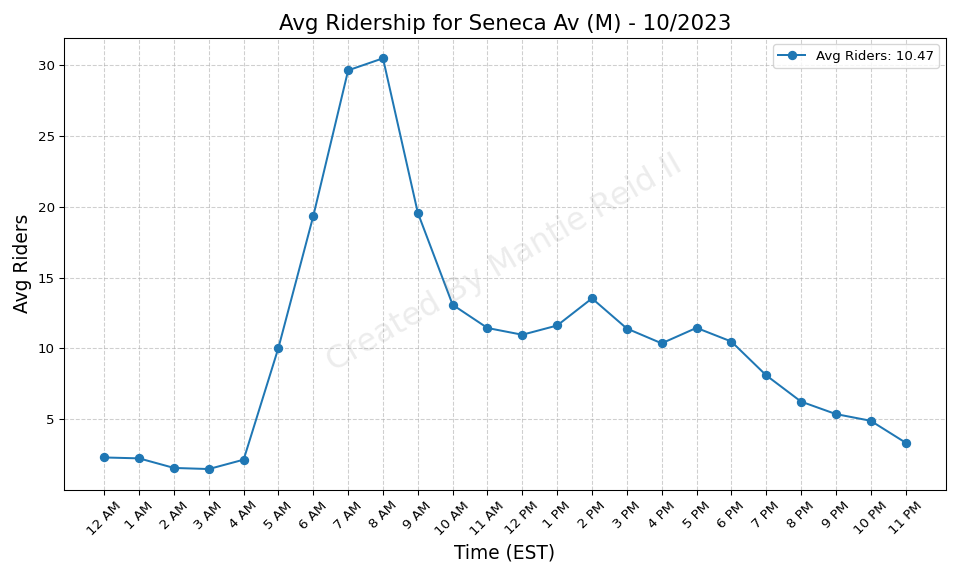 Avg Ridership for Seneca Av (M) - 10/2023
Avg Riders: 10.47
Avg Riders
30
25
20
15
10
5
Created By Mantle Reid II
12 AM
1 AM
2 AM
3 AM
4 AM
5 AM
6 AM
7 AM
8 AM
9 AM
10 AM
11 AM
12 PM
1 PM
2 PM
3 PM
4 PM
5 PM
6 PM
7 PM
8 PM
9 PM
10 PM
11 PM
Time (EST)